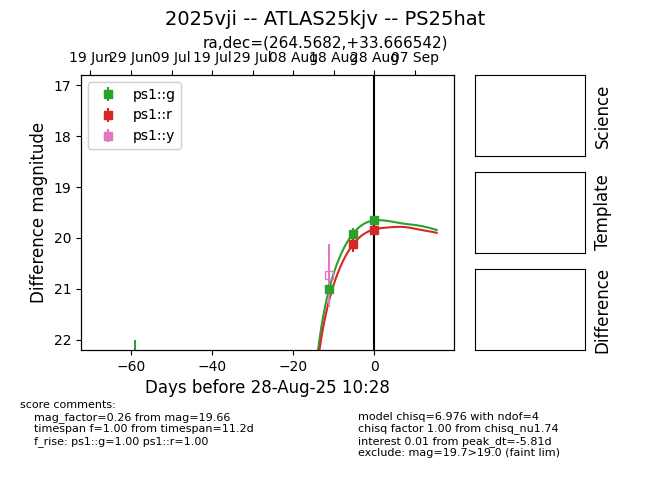 2025vji -- ATLAS25kjv -- PS25hat
ra,dec=(264.5682,+33.666542)
19 Jun 29 Jun 09 Jul 19 Jul 29 Jul 08 Aug 18 Aug 28 Aug 07 Sep
ps1::g
ps1::r
ps1::y
17
18
19
20
21
22
Difference magnitude
−60
−40
−20
0
Days before 28-Aug-25 10:28
Science
Template
Difference
score comments:
mag_factor=0.26 from mag=19.66
timespan f=1.00 from timespan=11.2d
f_rise: ps1::g=1.00 ps1::r=1.00
model chisq=6.976 with ndof=4
chisq factor 1.00 from chisq_nu1.74
interest 0.01 from peak_dt=-5.81d
exclude: mag=19.7>19.0 (faint lim)